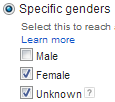 Specific genders
Select this to reach
Learn more
Male
Female
Unknown ?